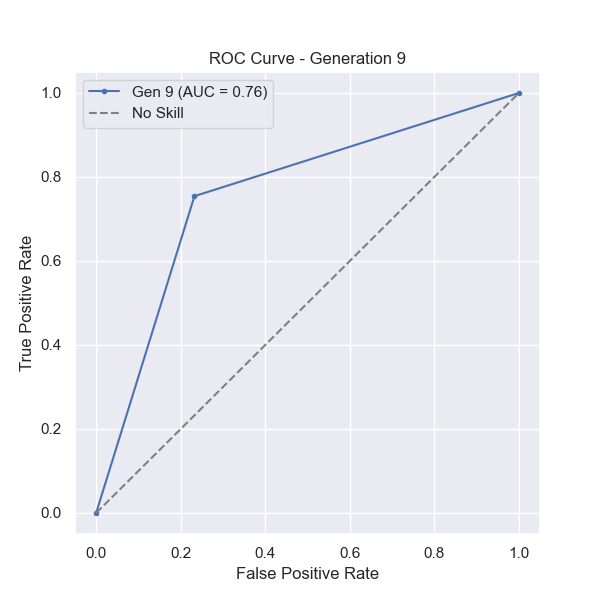 ROC Curve - Generation 9
Gen 9 (AUC = 0.76)
No Skill
1.0
0.8
0.6
0.4
0.2
0.0
True Positive Rate
0.0 0.2 0.4 0.6 0.8 1.0
False Positive Rate